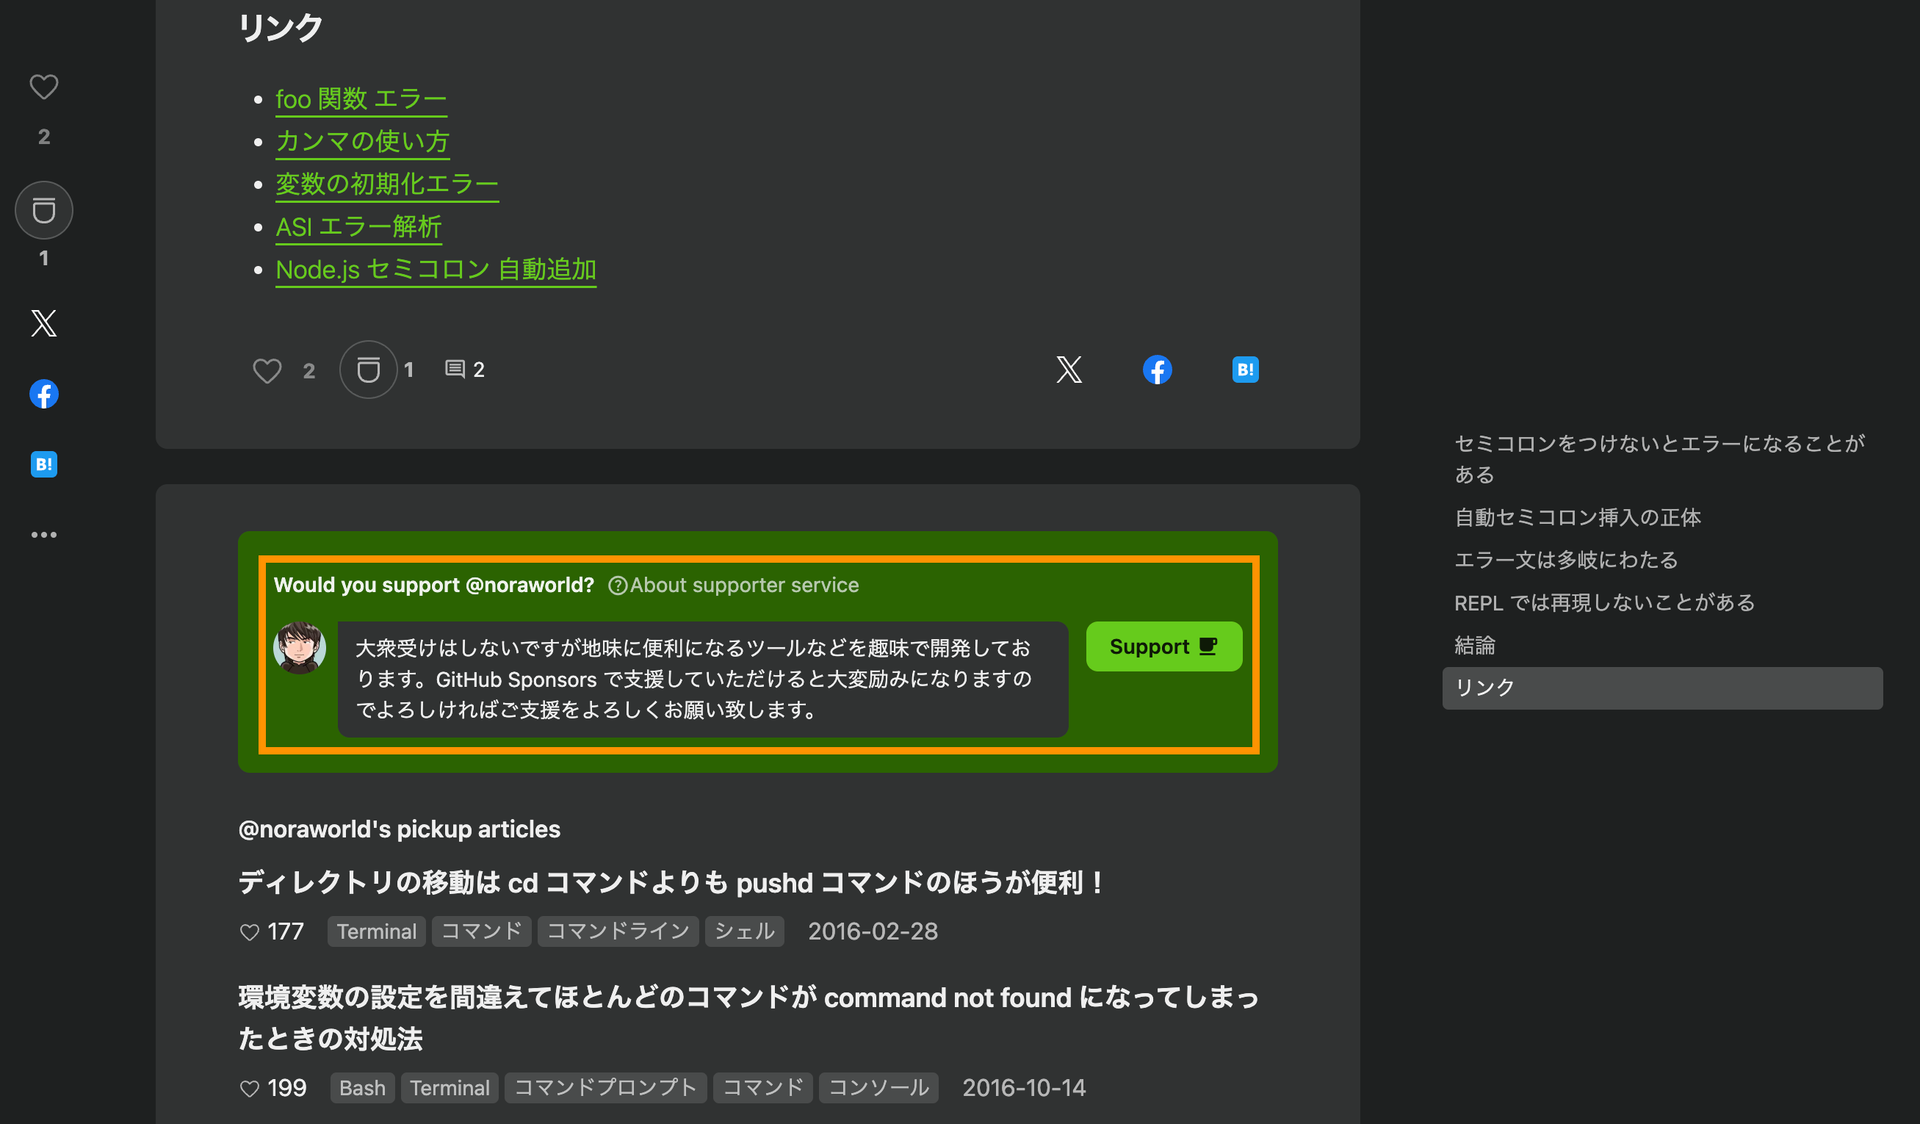 リンク
foo 関数 エラー
カンマの使い方
変数の初期化エラー
ASI エラー解析
Node.js セミコロン 自動追加
2
1
2
1
2
B!
B!
セミコロンをつけないとエラーになることが
ある
自動セミコロン挿入の正体
エラー文は多岐にわたる
REPL では再現しないことがある
結論
リンク
Would you support @noraworld? ?About supporter service
大衆受けはしないですが地味に便利になるツールなどを趣味で開発してお
ります。GitHub Sponsors で支援していただけると大変励みになりますの
でよろしければご支援をよろしくお願い致します。
Support
@noraworld's pickup articles
ディレクトリの移動は cd コマンドよりも pushd コマンドのほうが便利！
177 Terminal コマンド コマンドライン シェル 2016-02-28
環境変数の設定を間違えてほとんどのコマンドが command not found になってしまっ
たときの対処法
199 Bash Terminal コマンドプロンプト コマンド コンソール 2016-10-14